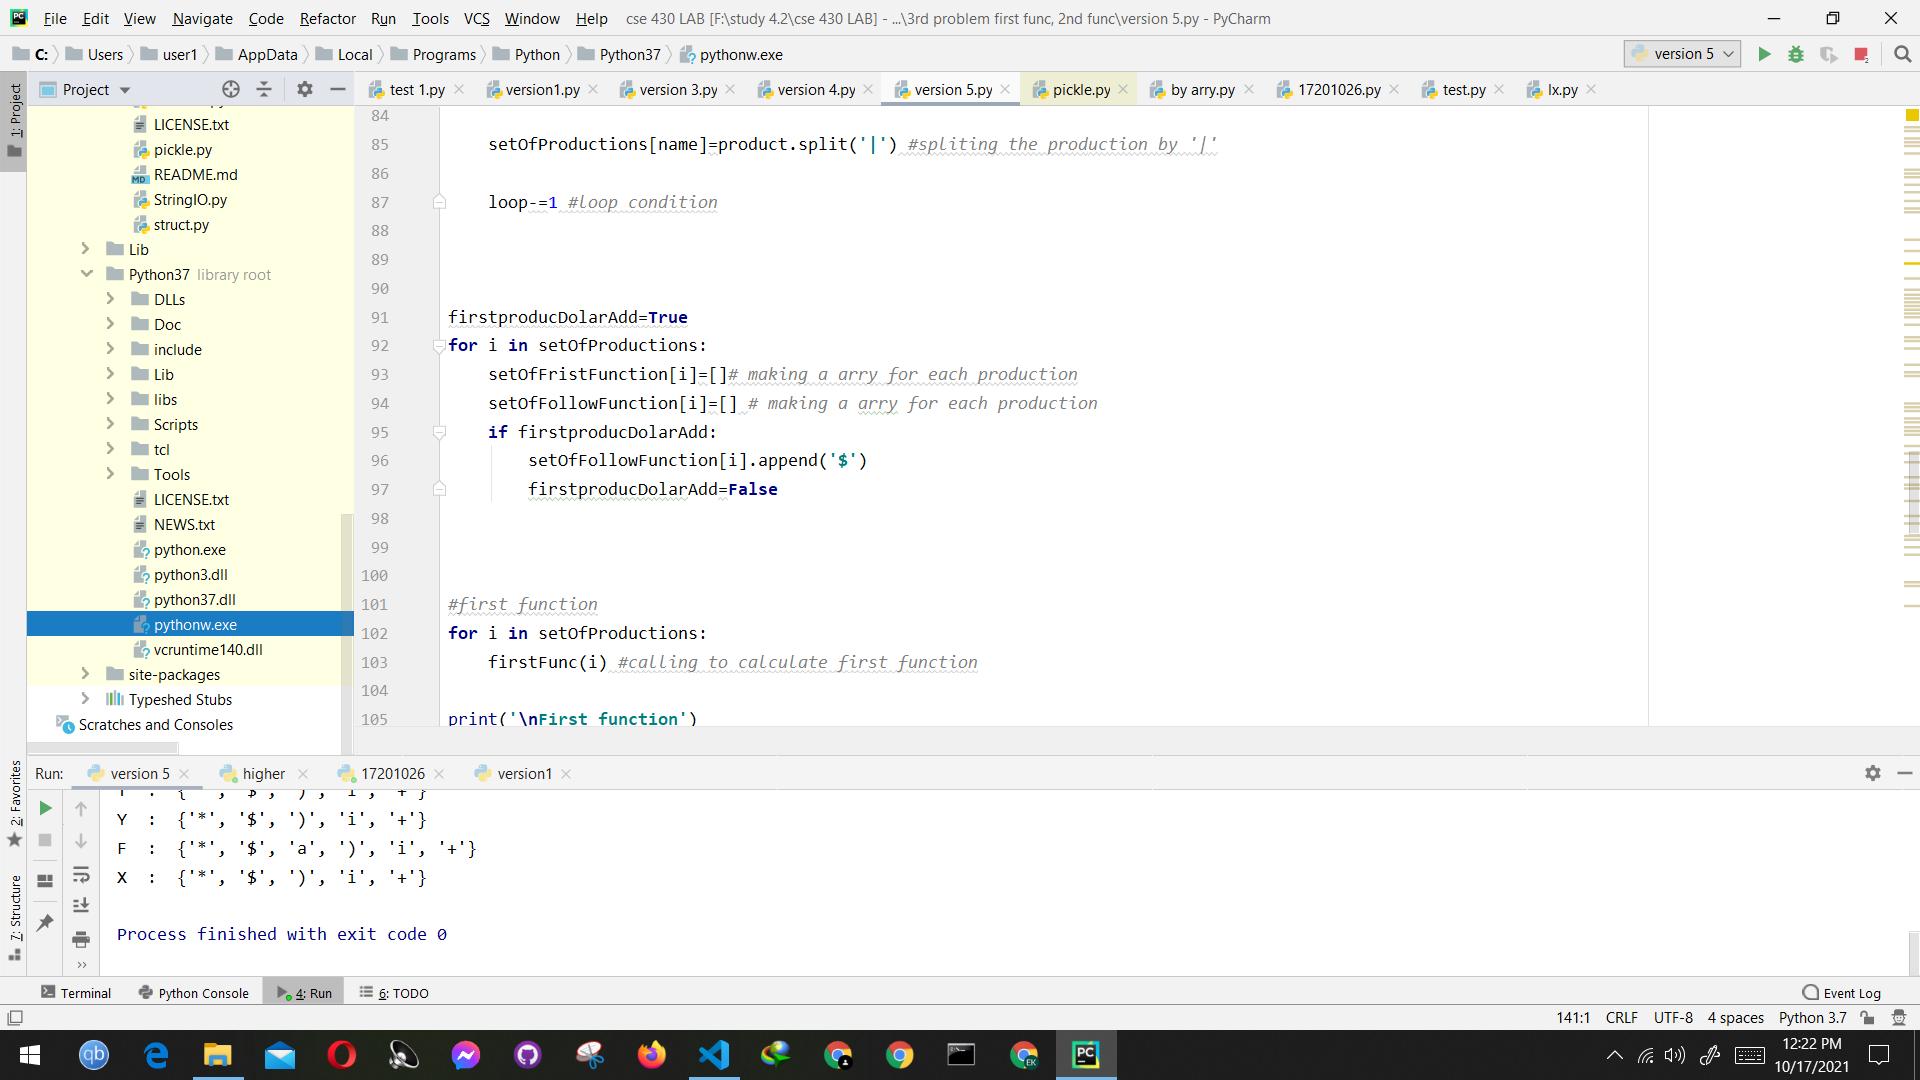 File Edit View Navigate Code Refactor Run Tools VCS Window Help cse 430 LAB [F:\study 4.2\cse 430 LAB] - ...\3rd problem first func, 2nd func\version 5.py - PyCharm
C: Users user1 AppData Local Programs Python Python37 pythonw.exe version 5
1: Project
Project
test 1.py version1.py version 3.py version 4.py version 5.py pickle.py by arry.py 17201026.py test.py lx.py
LICENSE.txt
pickle.py
README.md
StringIO.py
struct.py
Lib
Python37 library root
DLLs
Doc
include
Lib
libs
Scripts
tcl
Tools
LICENSE.txt
NEWS.txt
python.exe
python3.dll
python37.dll
pythonw.exe
vcruntime140.dll
site-packages
Typeshed Stubs
Scratches and Consoles
84
85 setOfProductions[name]=product.split('|') #spliting the production by '|'
86
87 loop-=1 #loop condition
88
89
90
91 firstproducDolarAdd=True
92 for i in setOfProductions:
93 setOfFristFunction[i]=[]# making a arry for each production
94 setOfFollowFunction[i]=[] # making a arry for each production
95 if firstproducDolarAdd:
96 setOfFollowFunction[i].append('$')
97 firstproducDolarAdd=False
98
99
100
101 #first function
102 for i in setOfProductions:
103 firstFunc(i) #calling to calculate first function
104
105 print('\nFirst function')
2: Favorites
7: Structure
Run: version 5 higher 17201026 version1
Y : {'*', '$', ')', 'i', '+'}
F : {'*', '$', 'a', ')', 'i', '+'}
X : {'*', '$', ')', 'i', '+'}
Process finished with exit code 0
Terminal Python Console 4: Run 6: TODO Event Log
141:1 CRLF UTF-8 4 spaces Python 3.7
12:22 PM
10/17/2021